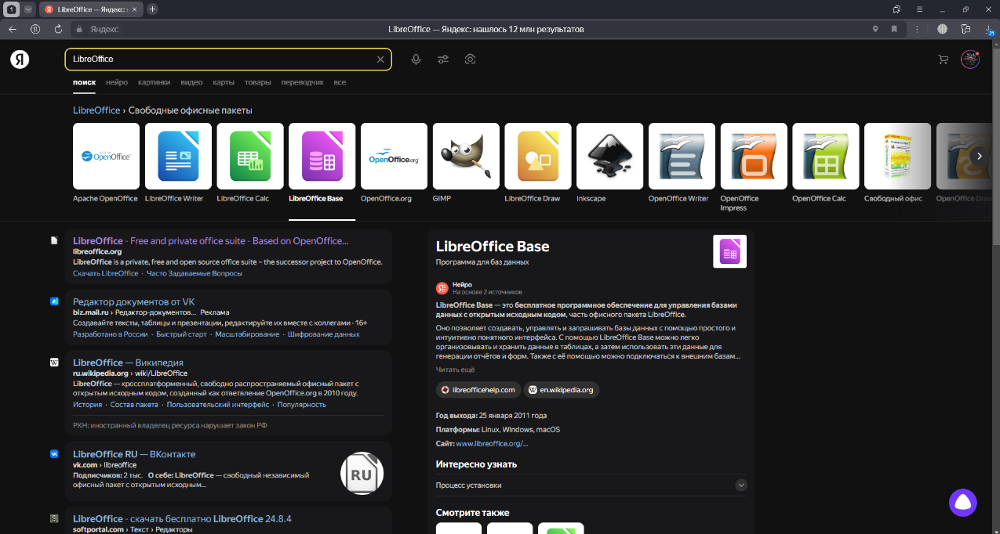 1
LibreOffice — Яндекс: н
Яндекс
LibreOffice — Яндекс: нашлось 12 млн результатов
21
Я
LibreOffice
поиск нейро картинки видео карты товары переводчик все
LibreOffice › Свободные офисные пакеты
Apache OpenOffice
OpenOffice.org
Apache OpenOffice LibreOffice Writer LibreOffice Calc LibreOffice Base OpenOffice.org GIMP LibreOffice Draw Inkscape OpenOffice Writer OpenOffice Impress OpenOffice Calc Свободный офис OpenOffice Draw
LibreOffice - Free and private office suite - Based on OpenOffice...
libreoffice.org
LibreOffice is a private, free and open source office suite – the successor project to OpenOffice.
Скачать LibreOffice · Часто Задаваемые Вопросы
Редактор документов от VK
biz.mail.ru › Редактор-документов... Реклама
Создавайте тексты, таблицы и презентации, редактируйте их вместе с коллегами · 16+
Разработано в России · Быстрый старт · Масштабирование · Шифрование данных
W
LibreOffice — Википедия
ru.wikipedia.org › wiki/LibreOffice
LibreOffice — кроссплатформенный, свободно распространяемый офисный пакет с
открытым исходным кодом, созданный как ответвление OpenOffice.org в 2010 году.
История · Состав пакета · Пользовательский интерфейс · Популярность
РКН: иностранный владелец ресурса нарушает закон РФ
LibreOffice RU — ВКонтакте
vk.com › libreoffice
Подписчиков: 2 тыс. О себе: LibreOffice — свободный независимый
офисный пакет с открытым исходным...
RU
LibreOffice - скачать бесплатно LibreOffice 24.8.4
softportal.com › Текст › Редакторы
LibreOffice Base
Программа для баз данных
Нейро
На основе 2 источников
LibreOffice Base — это бесплатное программное обеспечение для управления базами
данных с открытым исходным кодом, часть офисного пакета LibreOffice.
Оно позволяет создавать, управлять и запрашивать базы данных с помощью простого и
интуитивно понятного интерфейса. С помощью LibreOffice Base можно легко
организовывать и хранить данные в таблицах, а затем использовать эти данные для
генерации отчётов и форм. Также с её помощью можно подключаться к внешним базам...
Читать ещё
libreofficehelp.com W en.wikipedia.org
Год выхода: 25 января 2011 года
Платформы: Linux, Windows, macOS
Сайт: www.libreoffice.org/...
Интересно узнать
Процесс установки
Смотрите также